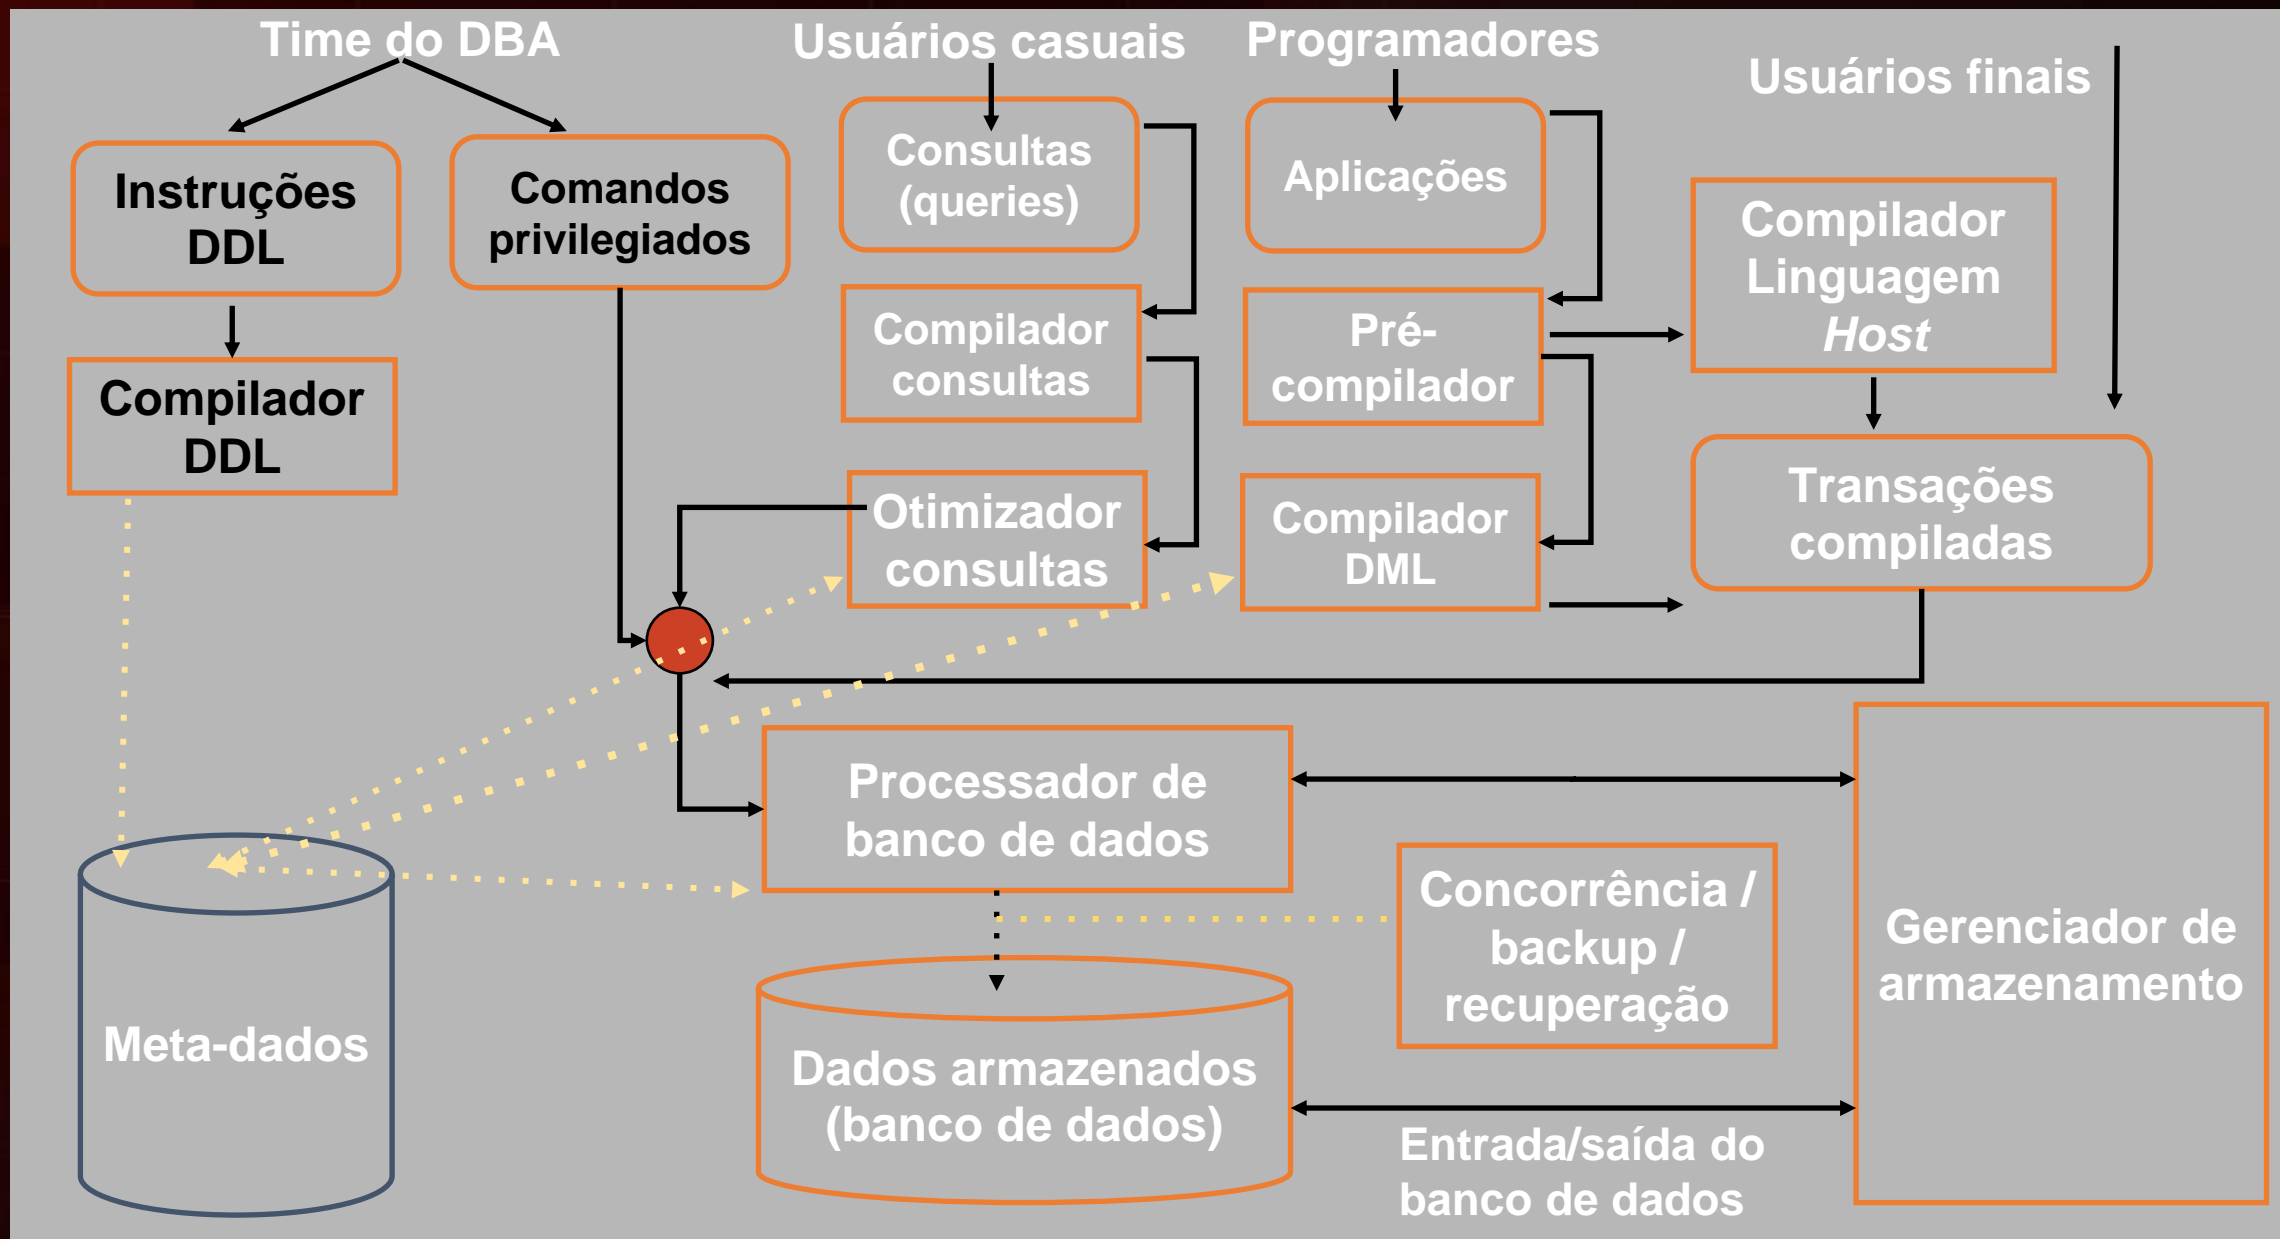 Time do DBA
Usuários casuais
Programadores
Usuários finais
Instruções
DDL
Comandos
privilegiados
Consultas
(queries)
Aplicações
Compilador
Linguagem
Host
Compilador
DDL
Compilador
consultas
Pré-
compilador
Otimizador
consultas
Compilador
DML
Transações
compiladas
Processador de
banco de dados
Concorrência /
backup /
recuperação
Gerenciador de
armazenamento
Meta-dados
Dados armazenados
(banco de dados)
Entrada/saída do
banco de dados